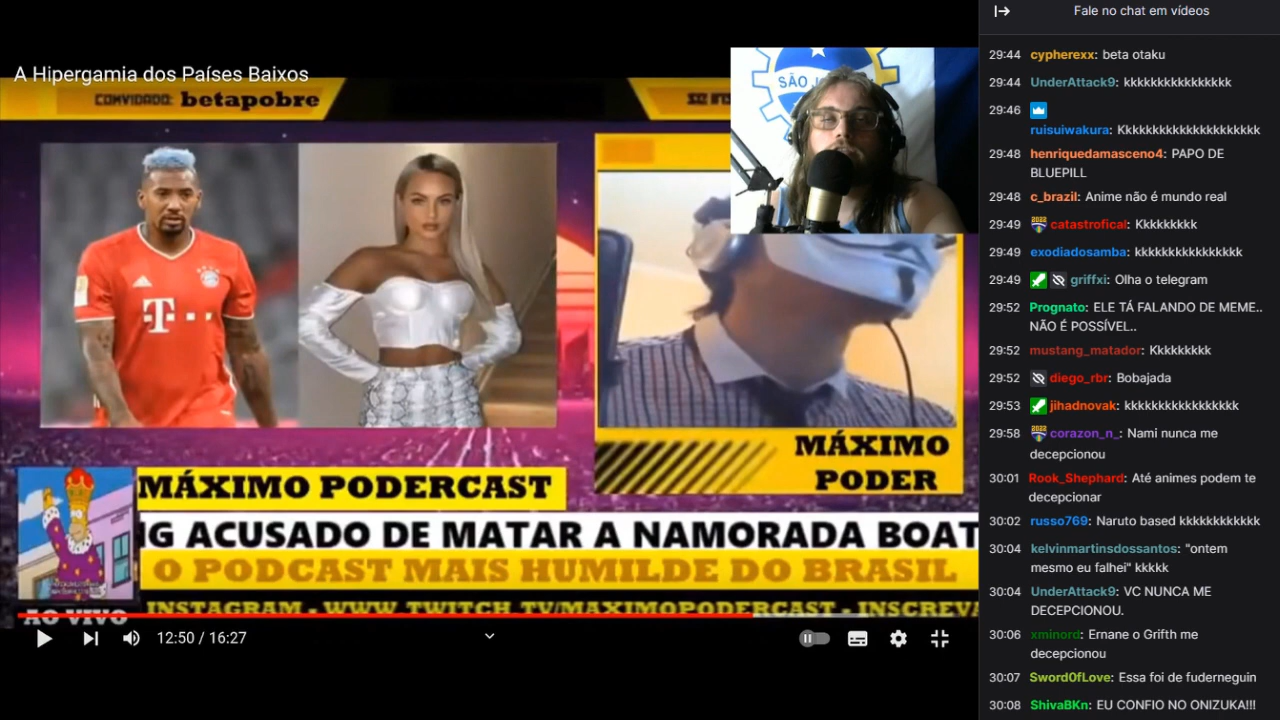 A Hipergamia dos Países Baixos
CONVIDADO: betapobre
SÃO J
T
MÁXIMO
PODER
MÁXIMO PODERCAST
IG ACUSADO DE MATAR A NAMORADA BOAT
O PODCAST MAIS HUMILDE DO BRASIL
AO VIVO
INSTAGRAM - WWW.TWITCH.TV/MAXIMOPODERCAST - INSCREVA
12:50 / 16:27
Fale no chat em vídeos
29:44 cypherexx: beta otaku
29:44 UnderAttack9: kkkkkkkkkkkkkkkk
29:46
ruisuiwakura: Kkkkkkkkkkkkkkkkkkkkk
29:48 henriquedamasceno4: PAPO DE
BLUEPILL
29:48 c_brazil: Anime não é mundo real
29:49 catastrofical: Kkkkkkkkk
29:49 exodiadosamba: kkkkkkkkkkkkkkkk
29:49 griffxi: Olha o telegram
29:52 Prognato: ELE TÁ FALANDO DE MEME..
NÃO É POSSÍVEL..
29:52 mustang_matador: Kkkkkkkkk
29:52 diego_rbr: Bobajada
29:53 jihadnovak: kkkkkkkkkkkkkkkkk
29:58 corazon_n_: Nami nunca me
decepcionou
30:01 Rook_Shephard: Até animes podem te
decepcionar
30:02 russo769: Naruto based kkkkkkkkkkkk
30:04 kelvinmartinsdossantos: "ontem
mesmo eu falhei" kkkkk
30:04 UnderAttack9: VC NUNCA ME
DECEPCIONOU.
30:06 xminord: Ernane o Grifth me
decepcionou
30:07 SwordOfLove: Essa foi de fuderneguin
30:08 ShivaBKn: EU CONFIO NO ONIZUKA!!!